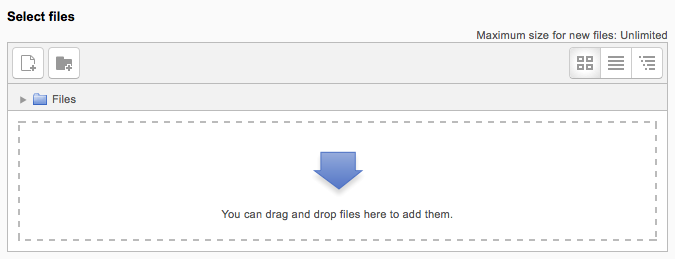 Select files
Maximum size for new files: Unlimited
Files
You can drag and drop files here to add them.